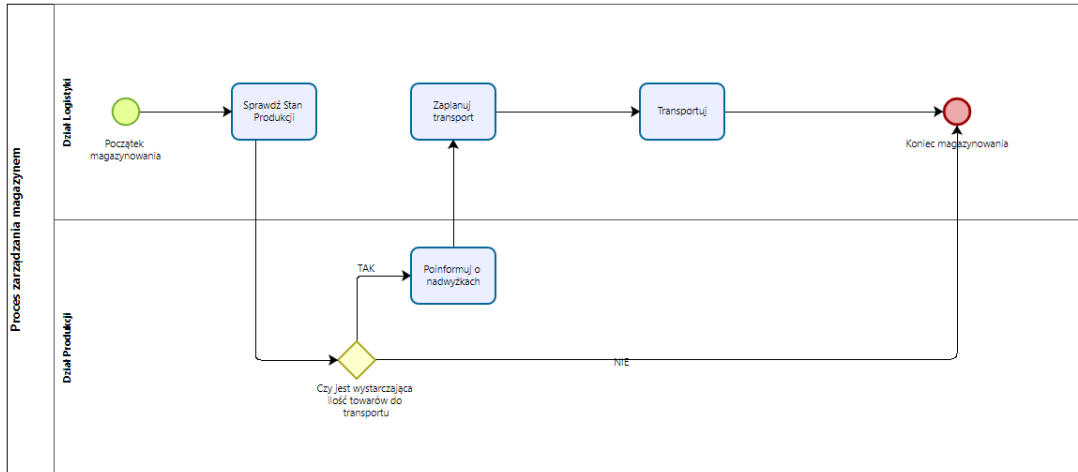 Proces zarządzania magazynem
Dział Logistyki
Początek
magazynowania
Sprawdź Stan
Produkcji
Zaplanuj
transport
Transportuj
Koniec magazynowania
Dział Produkcji
TAK
Poinformuj o
nadwyżkach
NIE
Czy jest wystarczająca
ilość towarów do
transportu